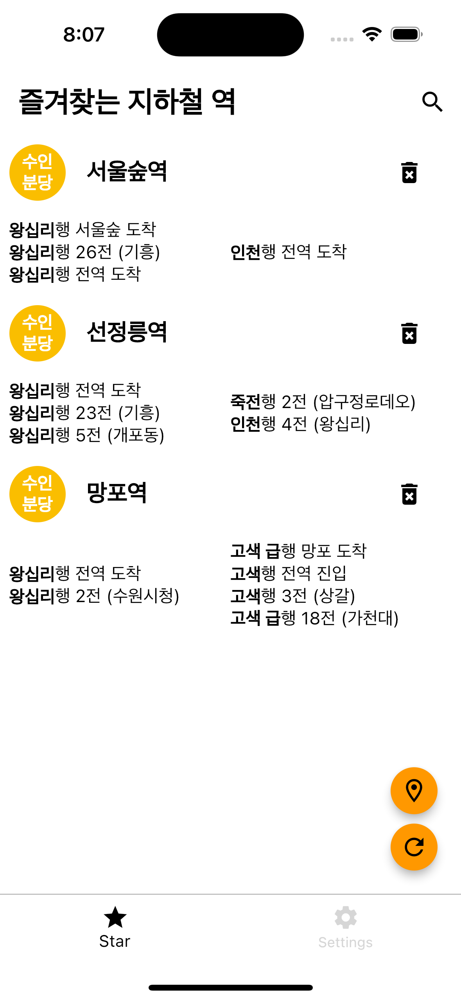 8:07
즐겨찾는 지하철 역
수인
분당
서울숲역
왕십리행 서울숲 도착
왕십리행 26전 (기흥)
왕십리행 전역 도착
인천행 전역 도착
수인
분당
선정릉역
왕십리행 전역 도착
왕십리행 23전 (기흥)
왕십리행 5전 (개포동)
죽전행 2전 (압구정로데오)
인천행 4전 (왕십리)
수인
분당
망포역
왕십리행 전역 도착
왕십리행 2전 (수원시청)
고색 급행 망포 도착
고색행 전역 진입
고색행 3전 (상갈)
고색 급행 18전 (가천대)
Star
Settings